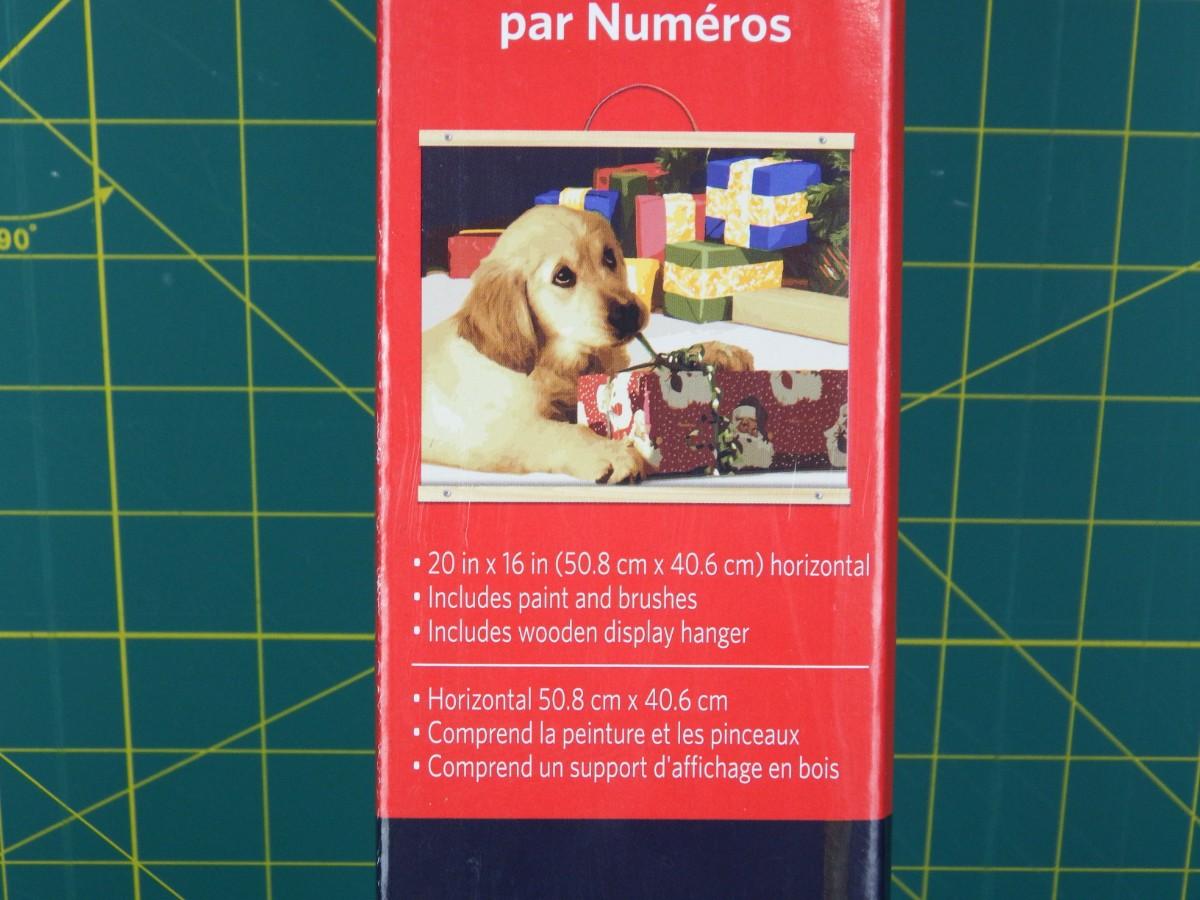 par Numéros
90°
• 20 in x 16 in (50.8 cm x 40.6 cm) horizontal
• Includes paint and brushes
• Includes wooden display hanger
• Horizontal 50.8 cm x 40.6 cm
• Comprend la peinture et les pinceaux
• Comprend un support d'affichage en bois